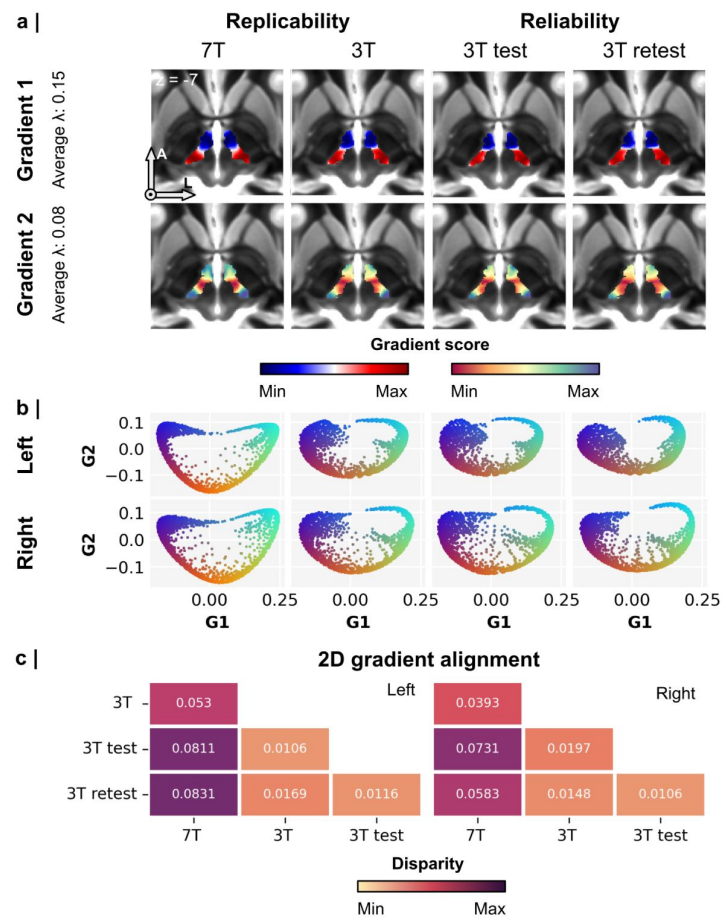 a |
Replicability
Reliability
7T
3T
3T test
3T retest
Gradient 1
Average λ: 0.15
z = -7
A
L
Gradient 2
Average λ: 0.08
Gradient score
Min
Max
Min
Max
b |
Left
G2
0.1
0.0
−0.1
Right
G2
0.1
0.0
−0.1
0.00 0.25
0.00 0.25
0.00 0.25
0.00 0.25
G1
G1
G1
G1
c |
2D gradient alignment
Left
Right
3T
0.053
0.0393
3T test
0.0811 0.0106
0.0731 0.0197
3T retest
0.0831 0.0169 0.0116
0.0583 0.0148 0.0106
7T 3T 3T test
7T 3T 3T test
Disparity
Min
Max